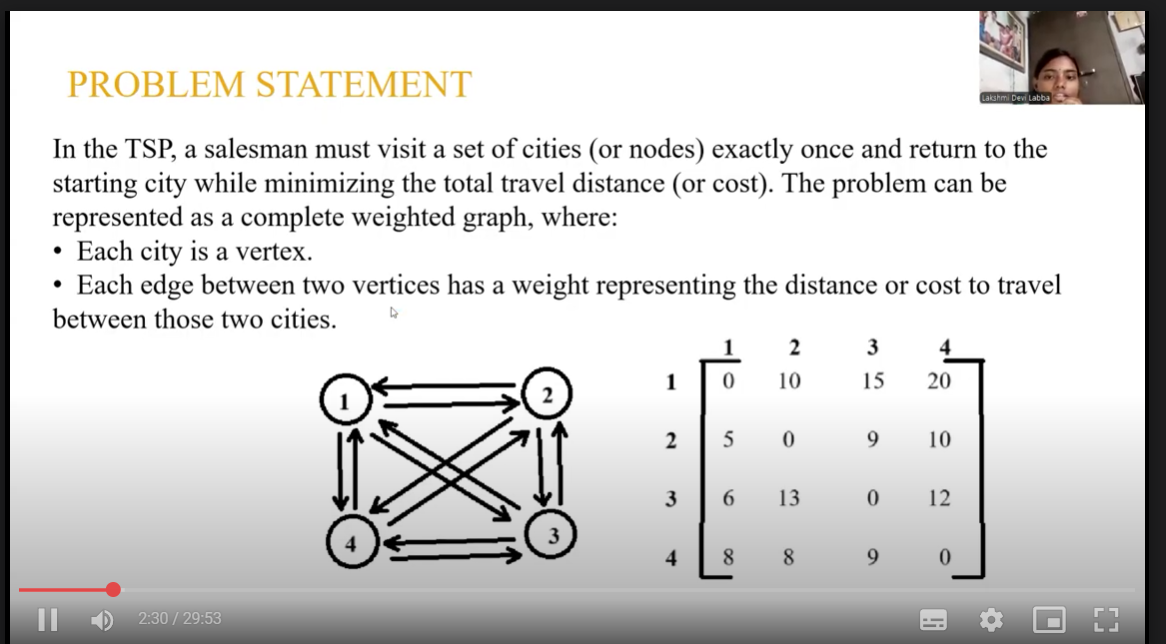 PROBLEM STATEMENT
Lakshmi Devi Labba
In the TSP, a salesman must visit a set of cities (or nodes) exactly once and return to the
starting city while minimizing the total travel distance (or cost). The problem can be
represented as a complete weighted graph, where:
• Each city is a vertex.
• Each edge between two vertices has a weight representing the distance or cost to travel
between those two cities.
1 2
4 3
1 2 3 4
1 0 10 15 20
2 5 0 9 10
3 6 13 0 12
4 8 8 9 0
2:30 / 29:53